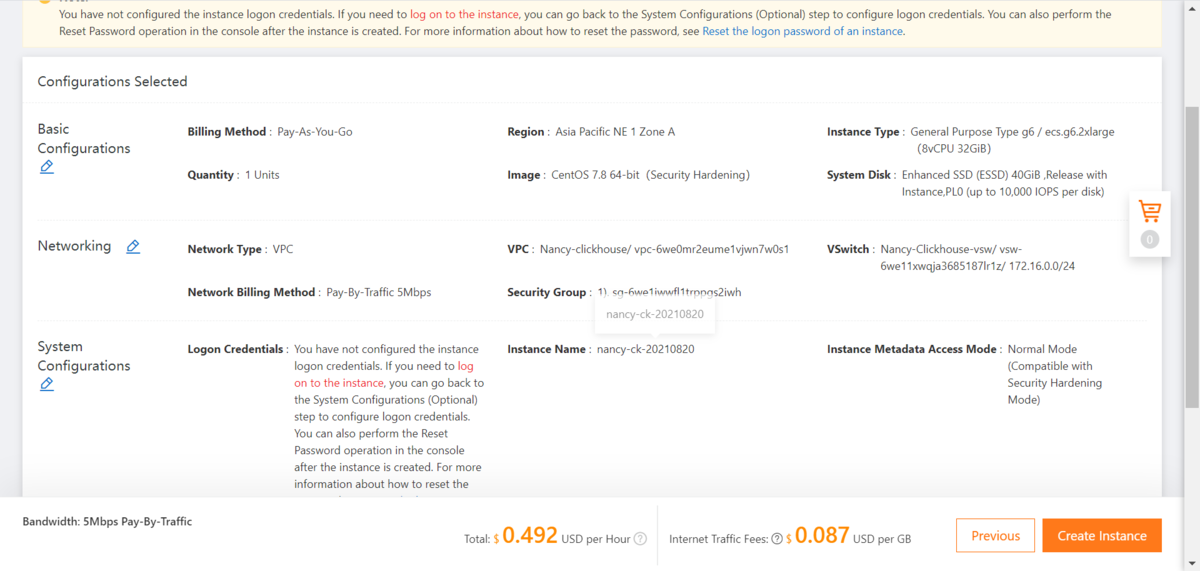 You have not configured the instance logon credentials. If you need to log on to the instance, you can go back to the System Configurations (Optional) step to configure logon credentials. You can also perform the
Reset Password operation in the console after the instance is created. For more information about how to reset the password, see Reset the logon password of an instance.
Configurations Selected
Basic
Configurations
Billing Method : Pay-As-You-Go
Region : Asia Pacific NE 1 Zone A
Instance Type : General Purpose Type g6 / ecs.g6.2xlarge
(8vCPU 32GiB)
Quantity : 1 Units
Image : CentOS 7.8 64-bit (Security Hardening)
System Disk : Enhanced SSD (ESSD) 40GiB ,Release with
Instance,PL0 (up to 10,000 IOPS per disk)
0
Networking
Network Type : VPC
VPC : Nancy-clickhouse/ vpc-6we0mr2eume1vjwn7w0s1
VSwitch : Nancy-Clickhouse-vsw/ vsw-
6we11xwqja3685187lr1z/ 172.16.0.0/24
Network Billing Method : Pay-By-Traffic 5Mbps
Security Group :
nancy-ck-20210820
System
Configurations
Logon Credentials : You have not configured the instance
logon credentials. If you need to log
on to the instance, you can go back to
the System Configurations (Optional)
step to configure logon credentials.
You can also perform the Reset
Password operation in the console
after the instance is created. For more
information about how to reset the
Instance Name : nancy-ck-20210820
Instance Metadata Access Mode : Normal Mode
(Compatible with
Security Hardening
Mode)
Bandwidth: 5Mbps Pay-By-Traffic
Total: $ 0.492 USD per Hour
Internet Traffic Fees: $ 0.087 USD per GB
Previous
Create Instance